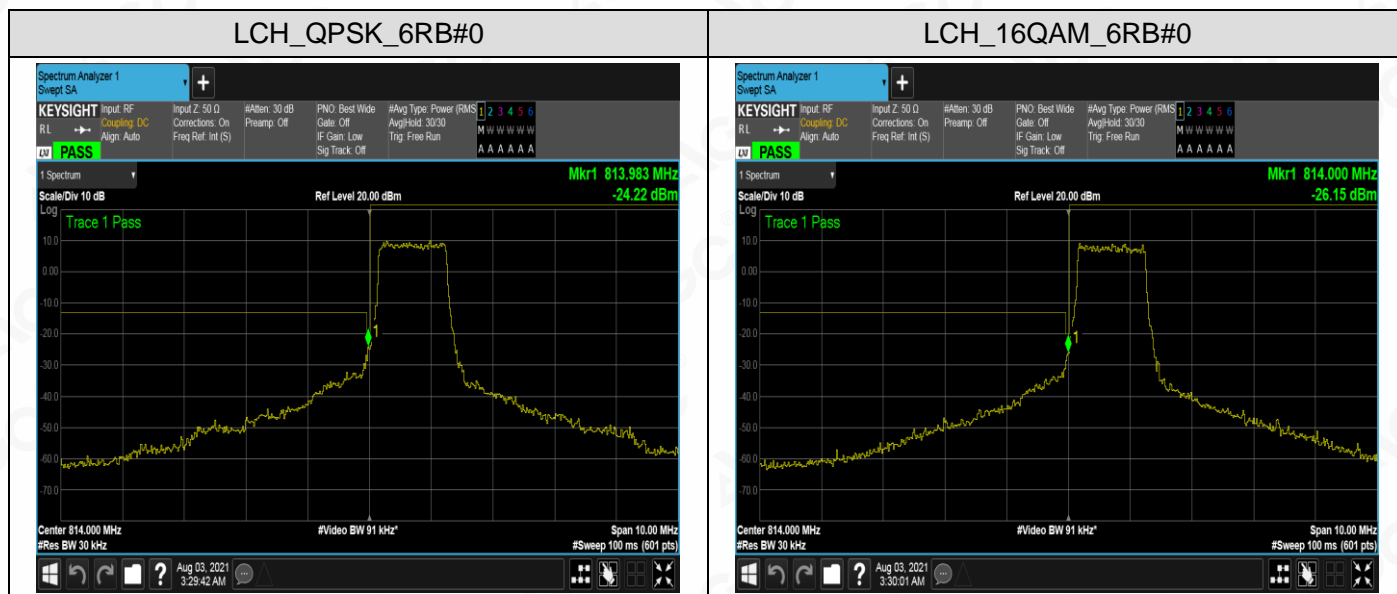 LCH_QPSK_6RB#0
LCH_16QAM_6RB#0
Spectrum Analyzer 1
Swept SA
+
KEYSIGHT
RL
LXI
PASS
Input: RF
Coupling: DC
Align: Auto
Input Z: 50 Ω
Corrections: On
Freq Ref: Int (S)
#Atten: 30 dB
Preamp: Off
PNO: Best Wide
Gate: Off
IF Gain: Low
Sig Track: Off
#Avg Type: Power (RMS
Avg|Hold: 30/30
Trig: Free Run
1 2 3 4 5 6
M W W W W W
A A A A A A
1 Spectrum
Mkr1 813.983 MHz
Scale/Div 10 dB
Ref Level 20.00 dBm
-24.22 dBm
Log
Trace 1 Pass
10.0
0.00
-10.0
-20.0
1
-30.0
-40.0
-50.0
-60.0
-70.0
Center 814.000 MHz
#Video BW 91 kHz*
Span 10.00 MHz
#Res BW 30 kHz
#Sweep 100 ms (601 pts)
?
Aug 03, 2021
3:29:42 AM
Spectrum Analyzer 1
Swept SA
+
KEYSIGHT
RL
LXI
PASS
Input: RF
Coupling: DC
Align: Auto
Input Z: 50 Ω
Corrections: On
Freq Ref: Int (S)
#Atten: 30 dB
Preamp: Off
PNO: Best Wide
Gate: Off
IF Gain: Low
Sig Track: Off
#Avg Type: Power (RMS
Avg|Hold: 30/30
Trig: Free Run
1 2 3 4 5 6
M W W W W W
A A A A A A
1 Spectrum
Mkr1 814.000 MHz
Scale/Div 10 dB
Ref Level 20.00 dBm
-26.15 dBm
Log
Trace 1 Pass
10.0
0.00
-10.0
-20.0
1
-30.0
-40.0
-50.0
-60.0
-70.0
Center 814.000 MHz
#Video BW 91 kHz*
Span 10.00 MHz
#Res BW 30 kHz
#Sweep 100 ms (601 pts)
?
Aug 03, 2021
3:30:01 AM